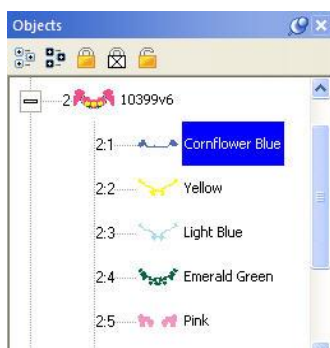 Objects
2 10399v6
2:1 Cornflower Blue
2:2 Yellow
2:3 Light Blue
2:4 Emerald Green
2:5 Pink